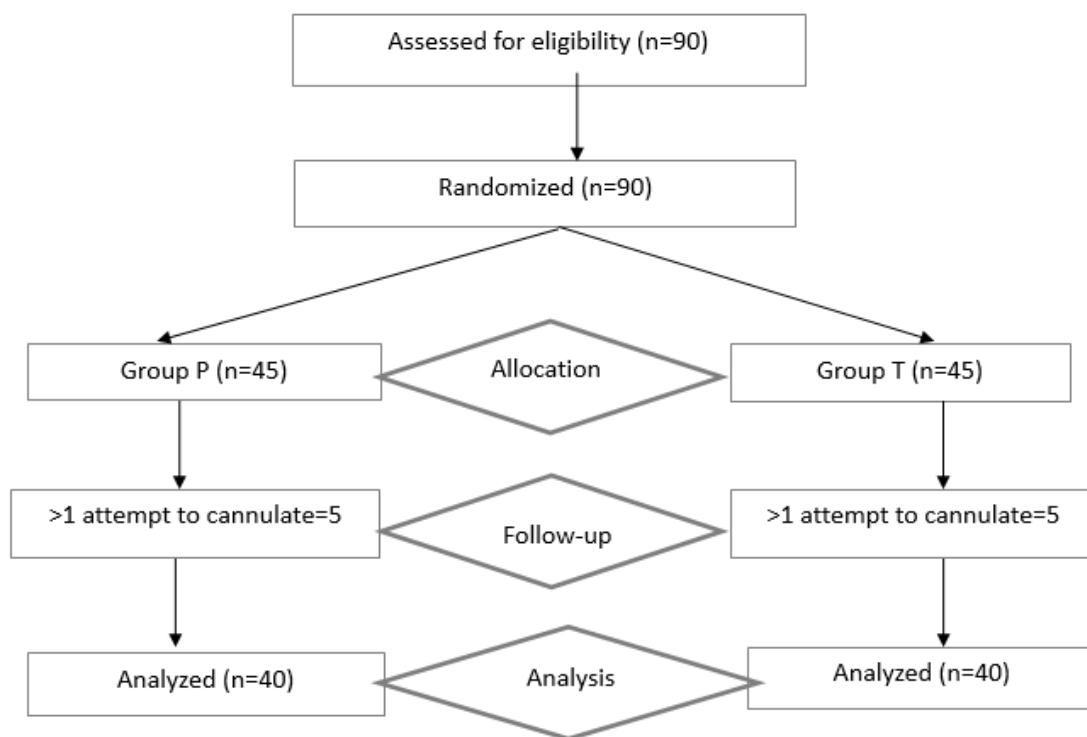 Assessed for eligibility (n=90)
Randomized (n=90)
Group P (n=45)
Allocation
Group T (n=45)
>1 attempt to cannulate=5
Follow-up
>1 attempt to cannulate=5
Analyzed (n=40)
Analysis
Analyzed (n=40)